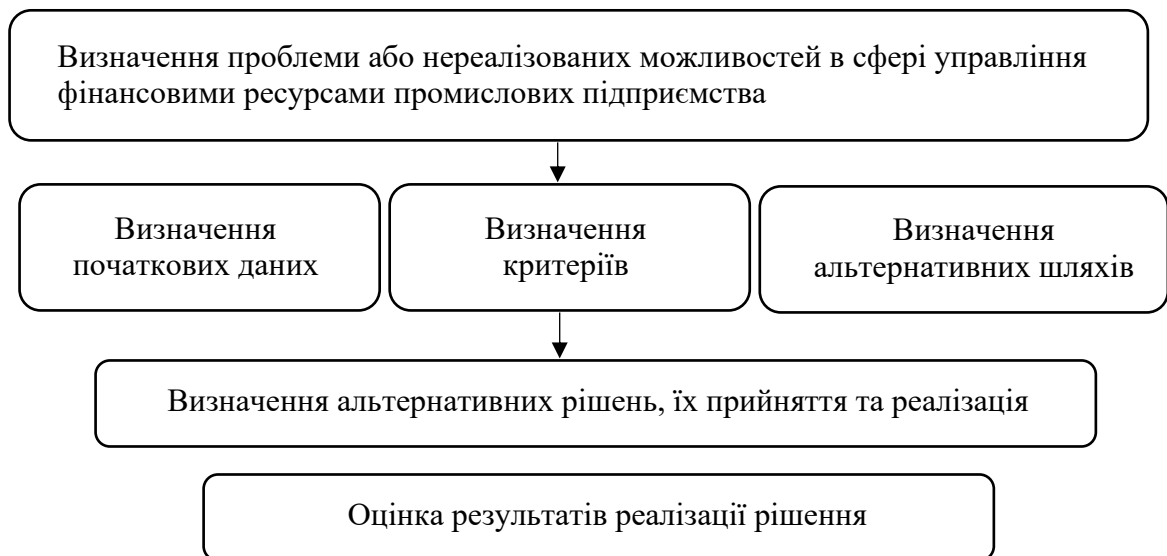 Визначення проблеми або нереалізованих можливостей в сфері управління
фінансовими ресурсами промислових підприємства
Визначення
початкових даних
Визначення
критеріїв
Визначення
альтернативних шляхів
Визначення альтернативних рішень, їх прийняття та реалізація
Оцінка результатів реалізації рішення